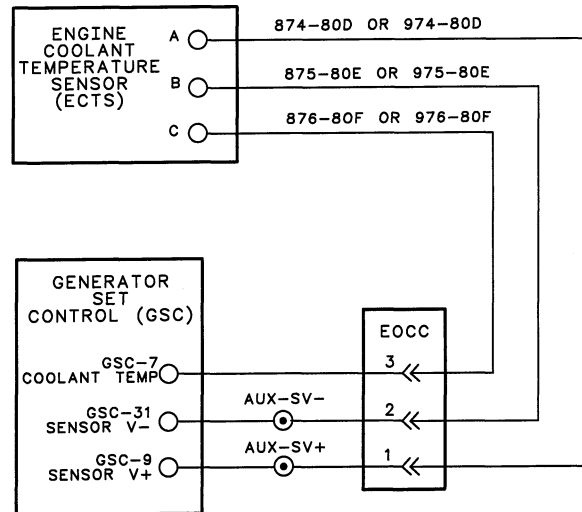 ENGINE
COOLANT
TEMPERATURE
SENSOR
(ECTS)
A
B
C
874-80D OR 974-80D
875-80E OR 975-80E
876-80F OR 976-80F
GENERATOR
SET
CONTROL (GSC)
GSC-7
COOLANT TEMP
GSC-31
SENSOR V-
GSC-9
SENSOR V+
AUX-SV-
AUX-SV+
EOCC
3
2
1